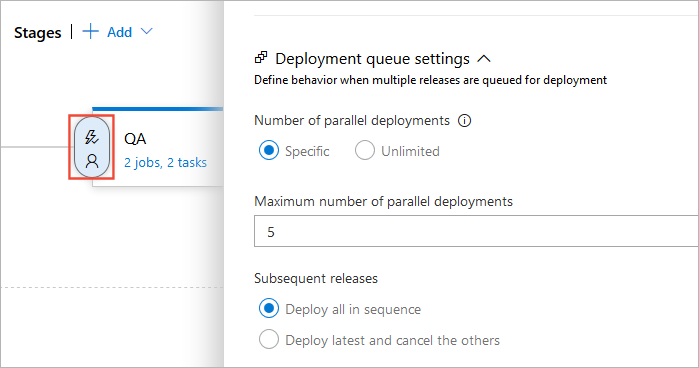 Stages | + Add
QA
2 jobs, 2 tasks
Deployment queue settings
Define behavior when multiple releases are queued for deployment
Number of parallel deployments
Specific
Unlimited
Maximum number of parallel deployments
5
Subsequent releases
Deploy all in sequence
Deploy latest and cancel the others